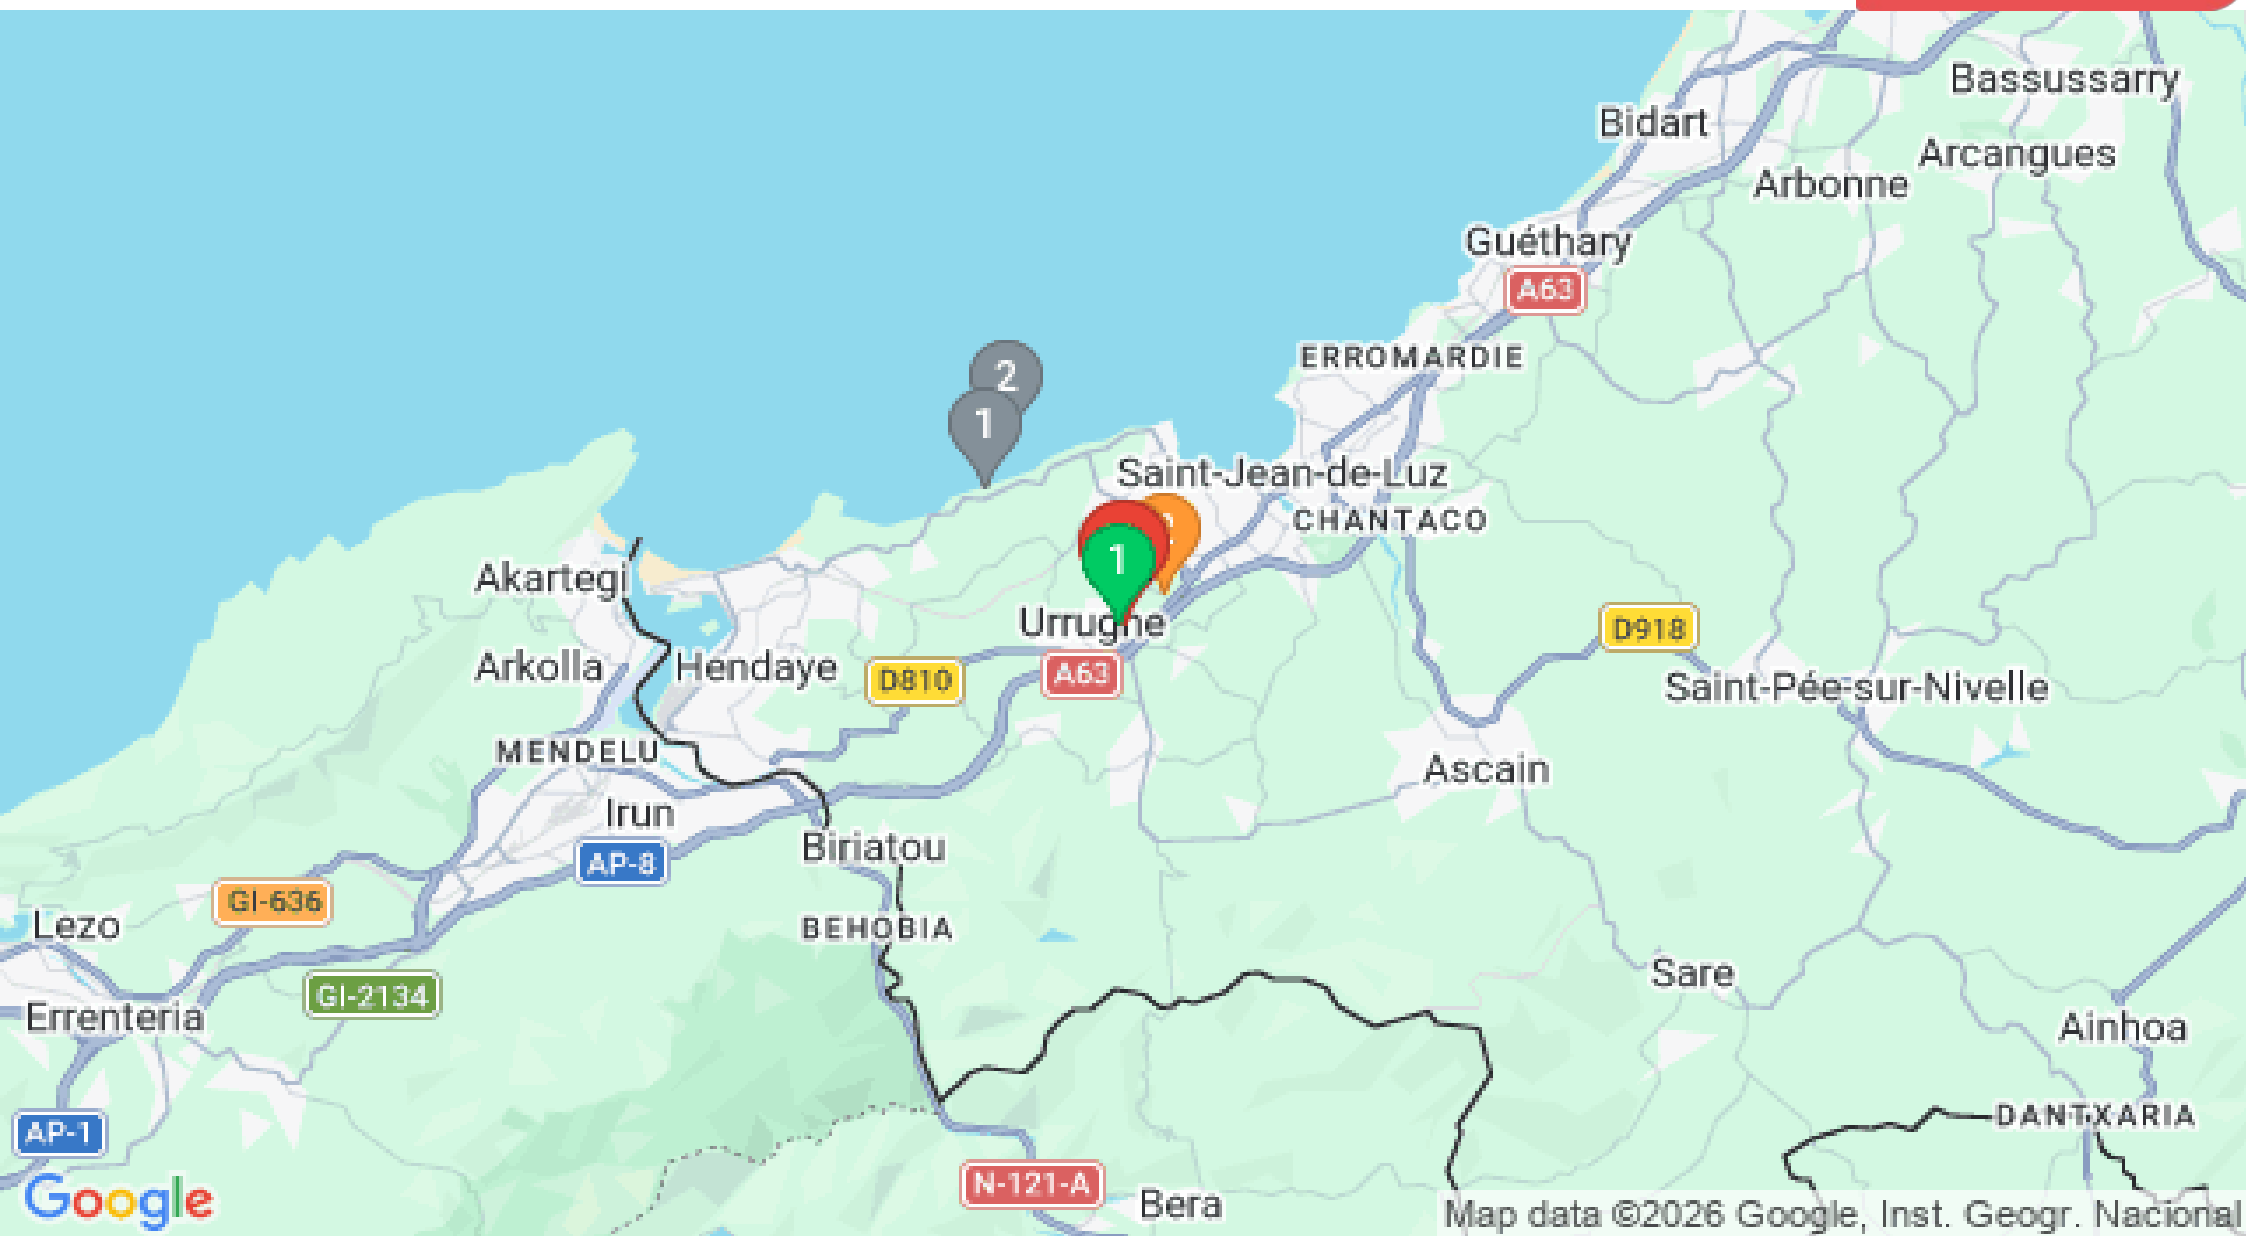 Bassussarry
Bidart
Arcangues
Arbonne
Guéthary
A63
ERROMARDIE
2
1
Saint-Jean-de-Luz
CHANTACO
2
1
Akartegi
Urrugne
D918
Arkolla
Hendaye
D810
A63
Saint-Pée-sur-Nivelle
MENDELU
Ascain
Irun
Biriatou
AP-8
GI-636
Lezo
BEHOBIA
Sare
GI-2134
Errenteria
Ainhoa
DANTXARIA
AP-1
N-121-A
Google
Bera
Map data ©2026 Google, Inst. Geogr. Nacional